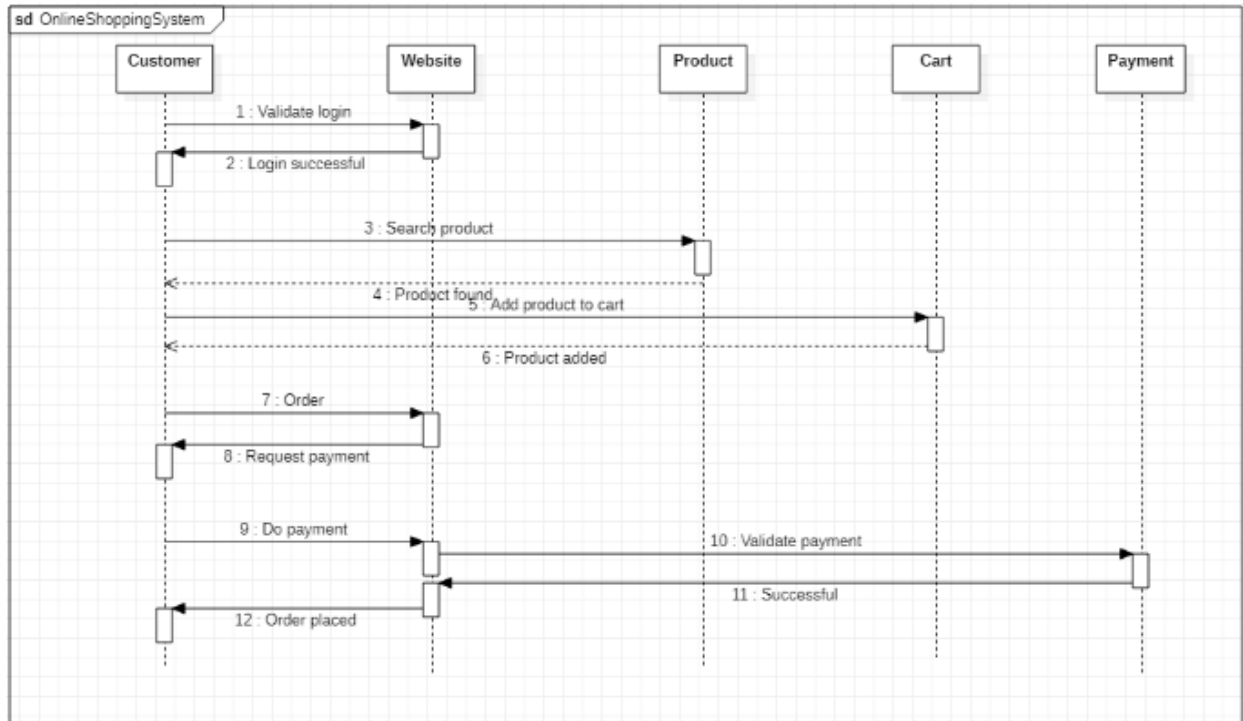 sd OnlineShoppingSystem
Customer
Website
Product
Cart
Payment
1 : Validate login
2 : Login successful
3 : Search product
4 : Product found
5 : Add product to cart
6 : Product added
7 : Order
8 : Request payment
9 : Do payment
10 : Validate payment
11 : Successful
12 : Order placed